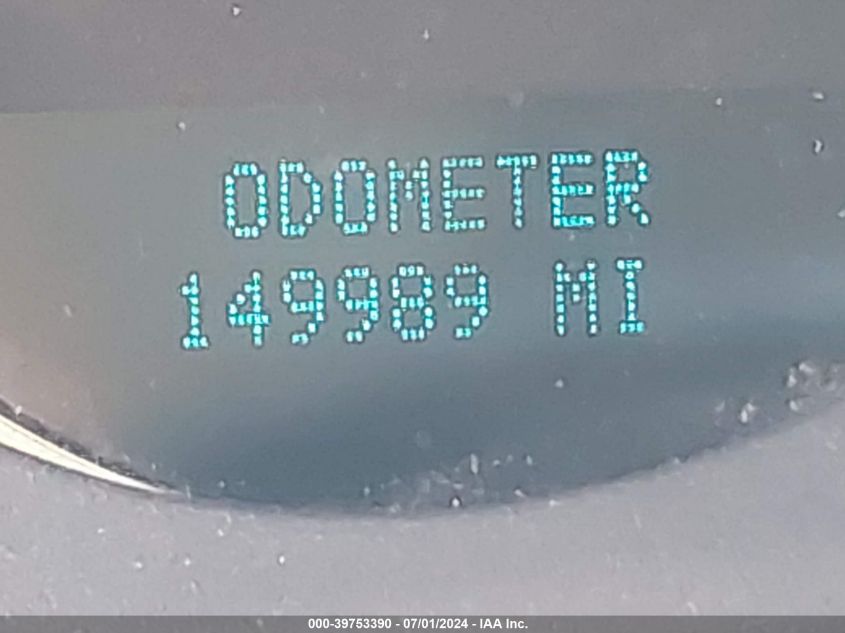 ODOMETER
149989 MI
000-39753390 - 07/01/2024 - IAA Inc.